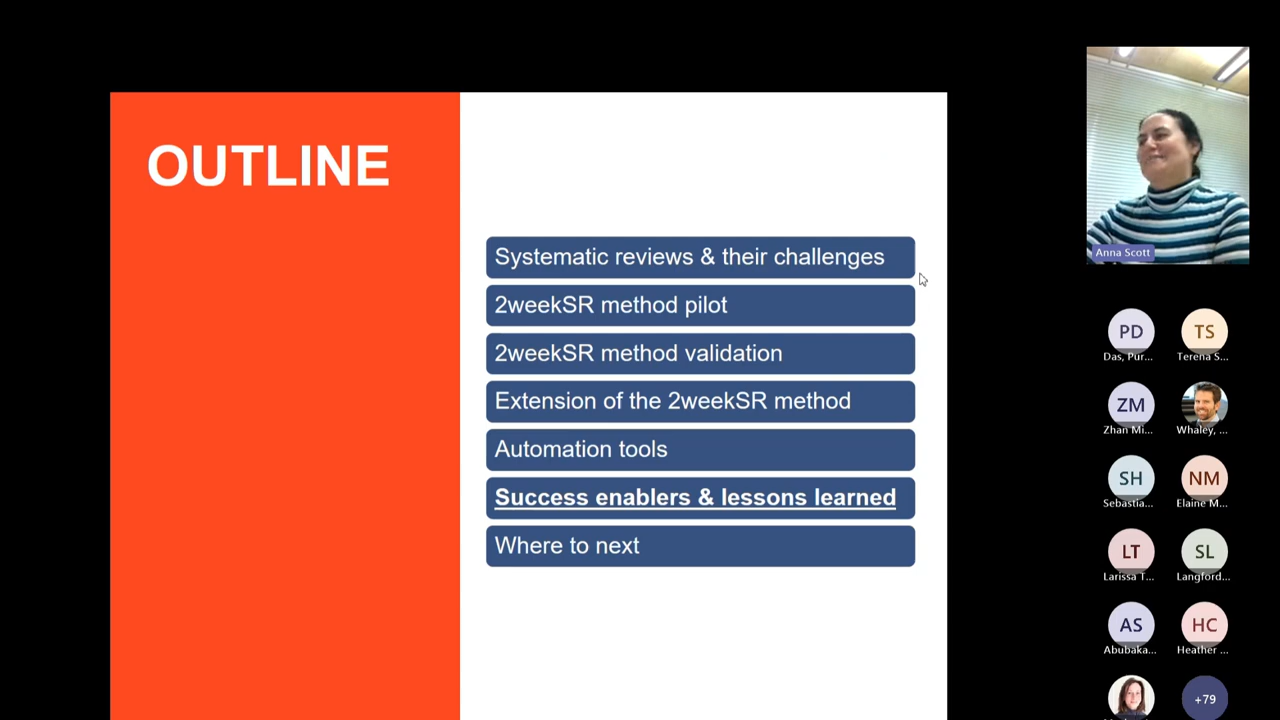 OUTLINE
Systematic reviews & their challenges
2weekSR method pilot
2weekSR method validation
Extension of the 2weekSR method
Automation tools
Success enablers & lessons learned
Where to next
Anna Scott
PD
TS
Das, Pur...
Terena S...
ZM
Zhan Mi...
Whaley, ...
SH
NM
Sebastia...
Elaine M...
LT
SL
Larissa T...
Langford...
AS
HC
Abubaka...
Heather ...
+79